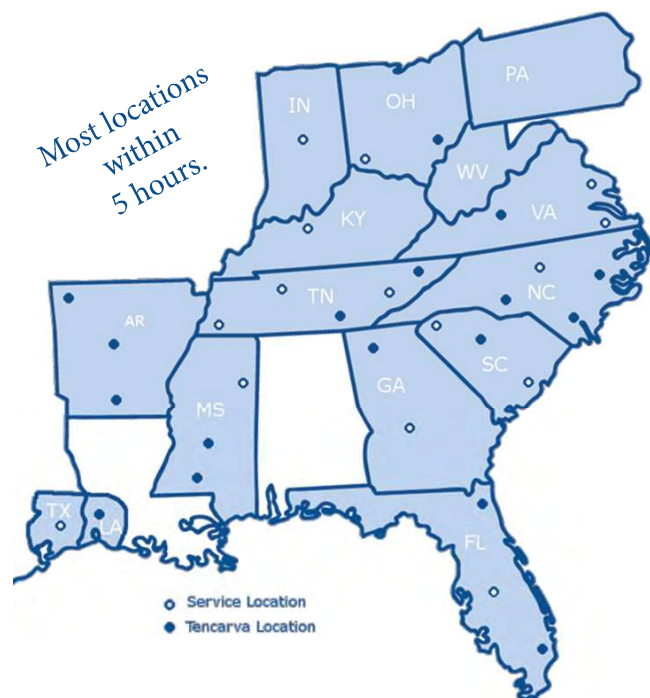 Most locations
within
5 hours.
PA
IN
OH
WV
KY
VA
TN
NC
AR
SC
GA
MS
TX
LA
FL
Service Location
Tencarva Location